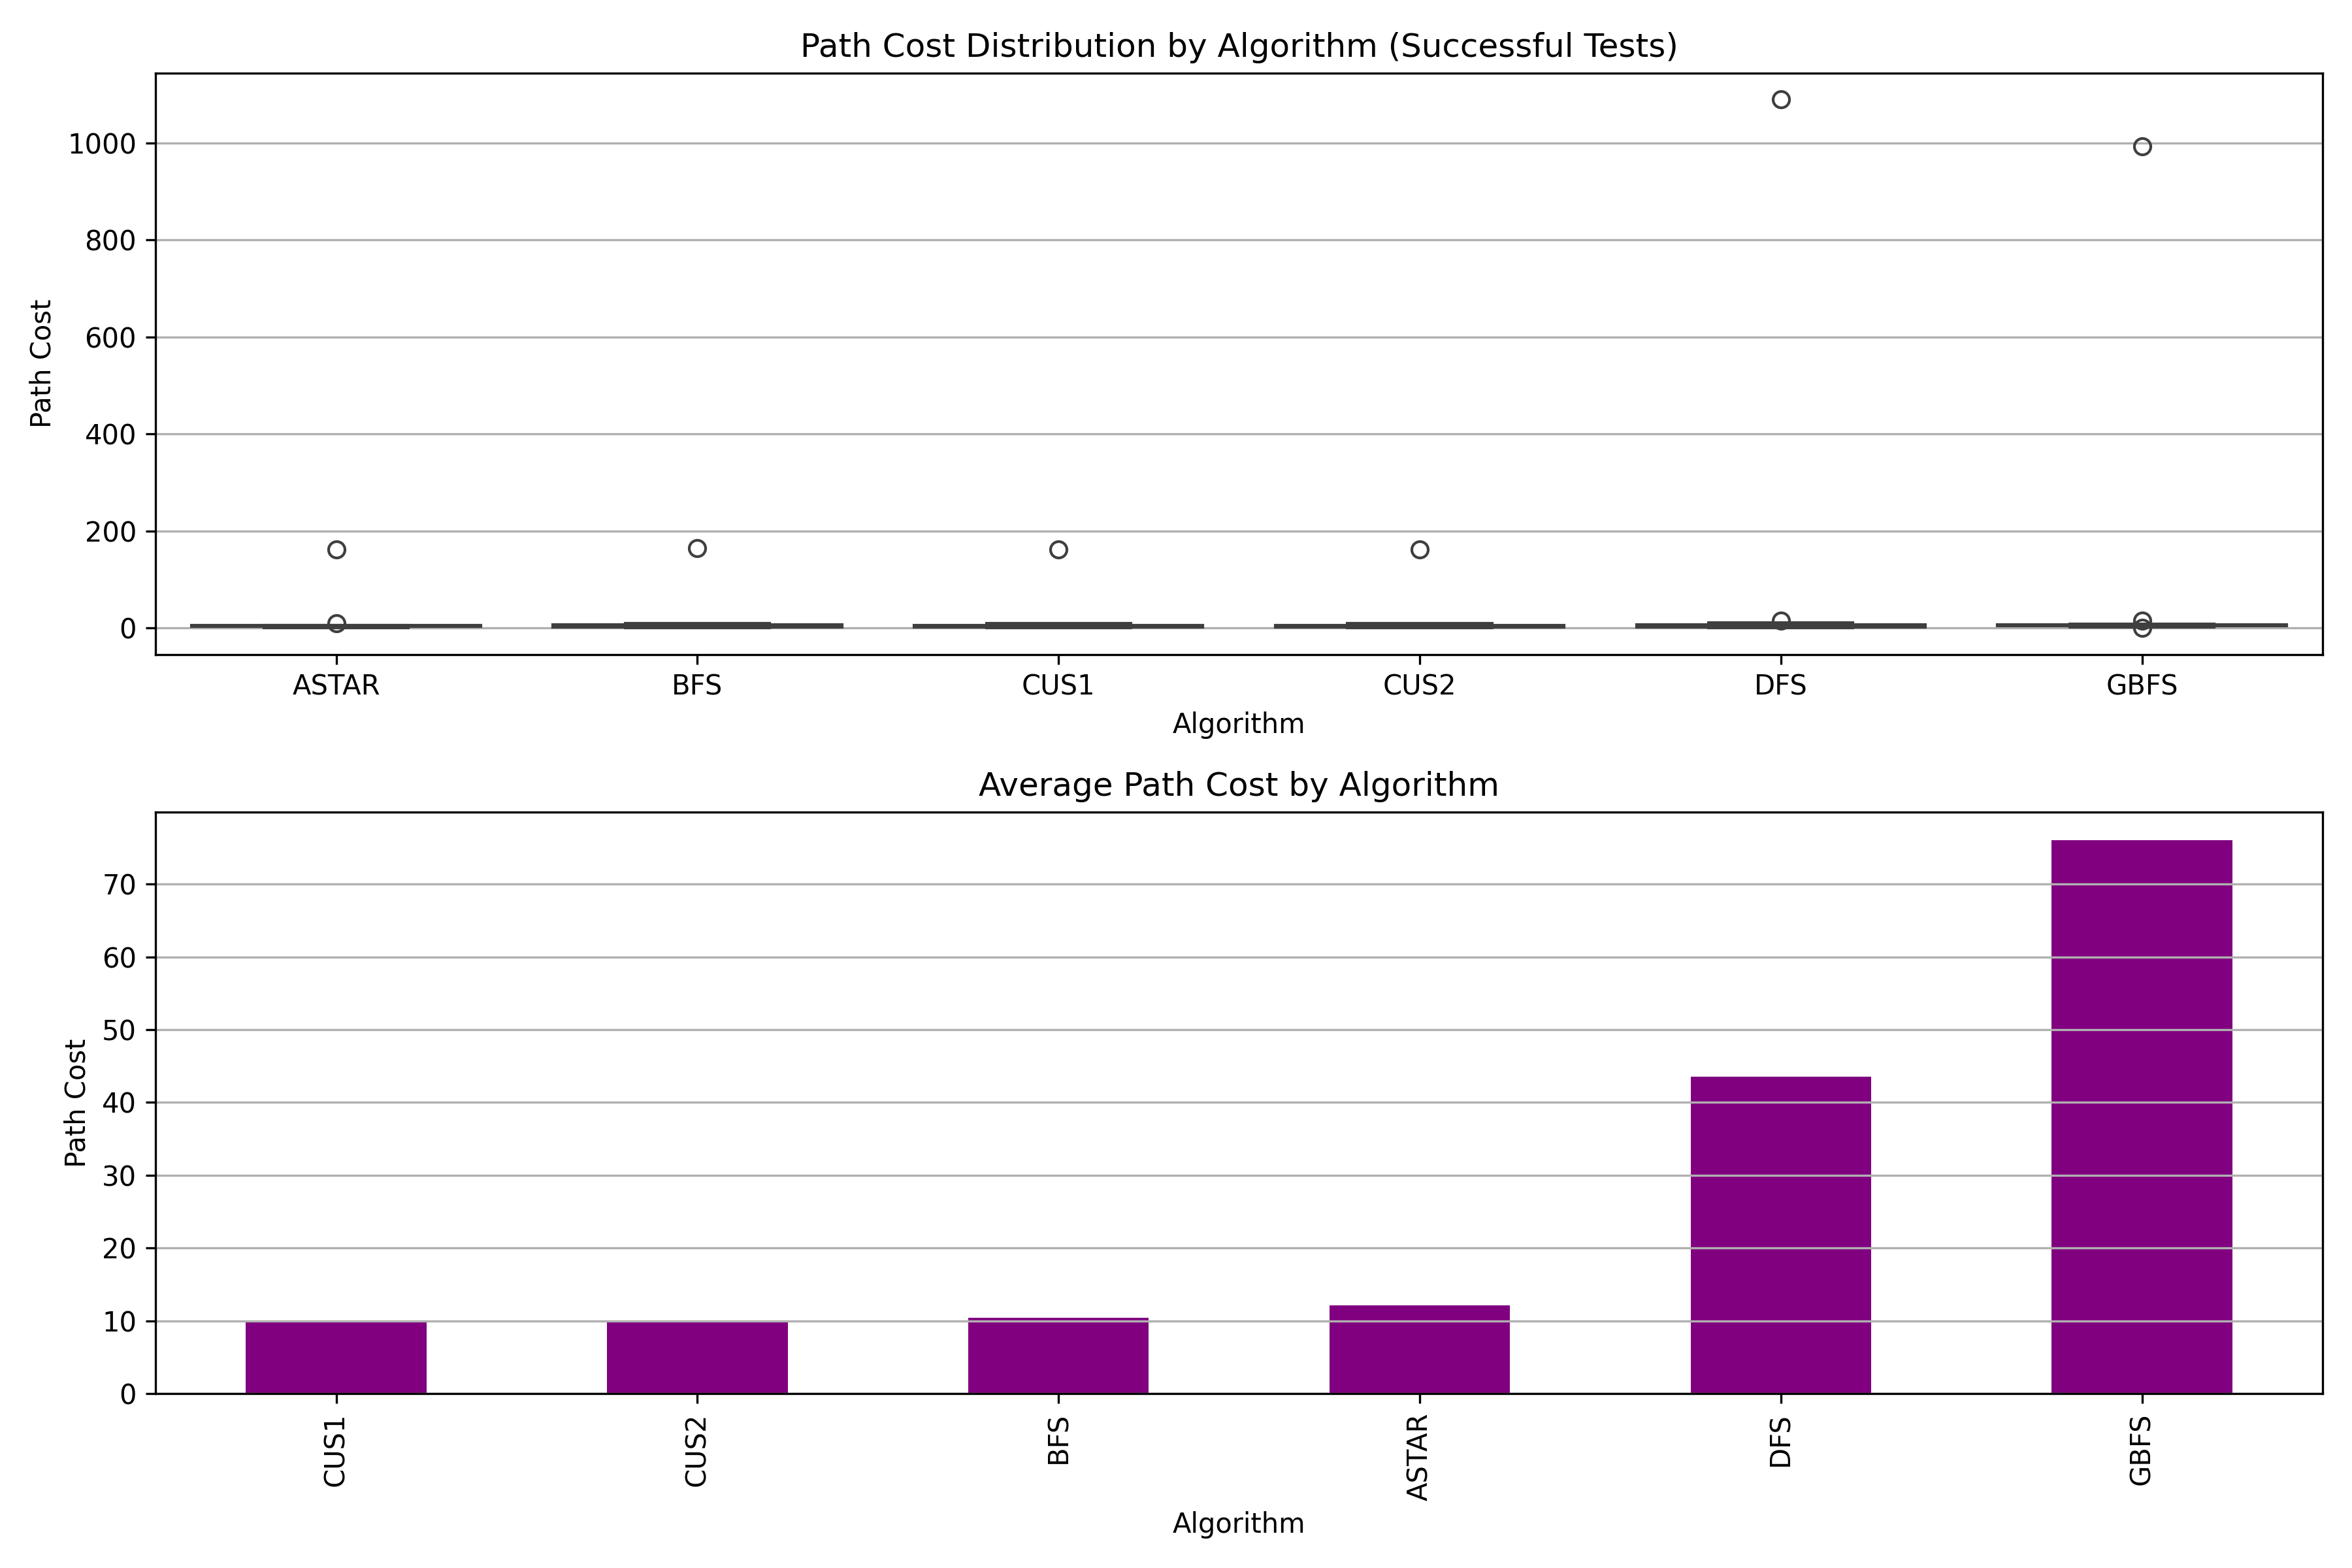 Path Cost Distribution by Algorithm (Successful Tests)
Path Cost
1000
800
600
400
200
0
ASTAR BFS CUS1 CUS2 DFS GBFS
Algorithm
Average Path Cost by Algorithm
Path Cost
70
60
50
40
30
20
10
0
CUS1 CUS2 BFS ASTAR DFS GBFS
Algorithm